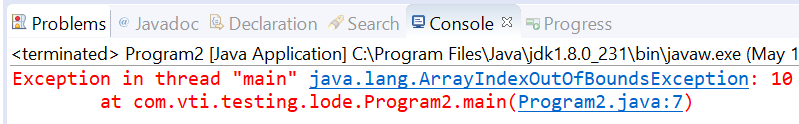 Problems @ Javadoc Declaration Search Console Progress
<terminated> Program2 [Java Application] C:\Program Files\Java\jdk1.8.0_231\bin\javaw.exe (May 1
Exception in thread "main" java.lang.ArrayIndexOutOfBoundsException: 10
at com.vti.testing.lode.Program2.main(Program2.java:7)